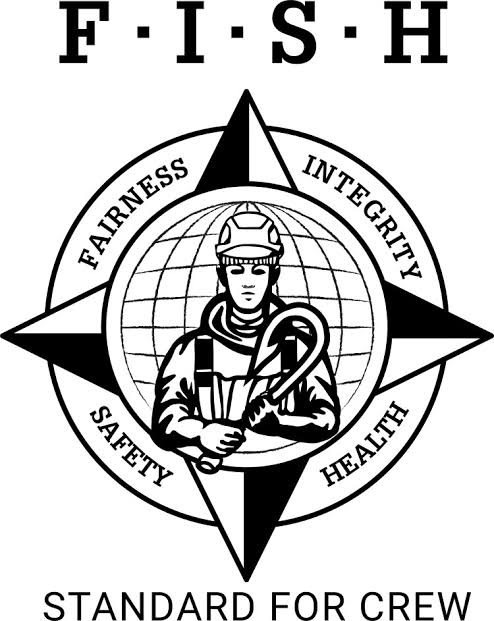 F·I·S·H
FAIRNESS
INTEGRITY
SAFETY
HEALTH
STANDARD FOR CREW